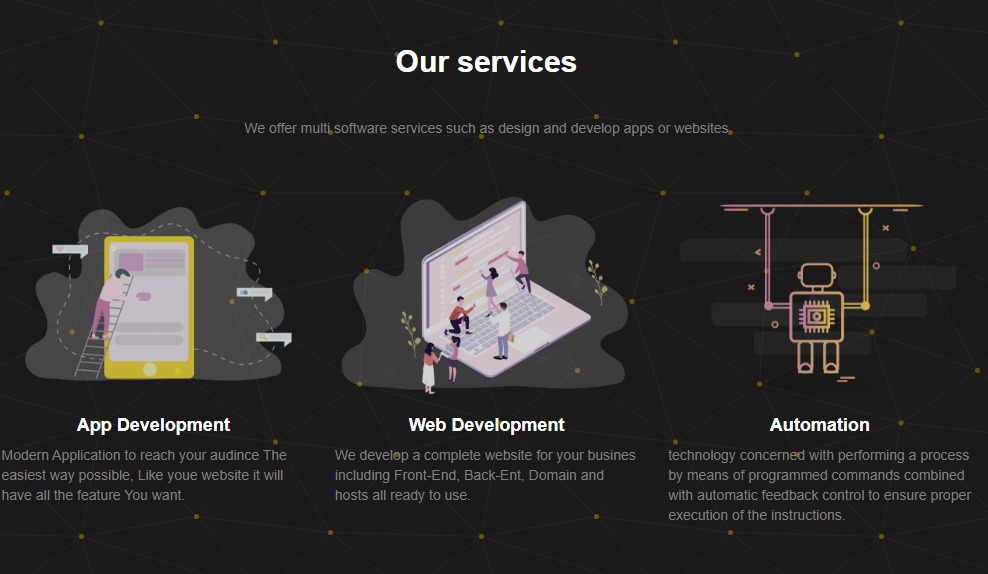 Our services
We offer multi software services such as design and develop apps or websites
App Development
Modern Application to reach your audince The
easiest way possible, Like youe website it will
have all the feature You want.
Web Development
We develop a complete website for your busines
including Front-End, Back-Ent, Domain and
hosts all ready to use.
Automation
technology concerned with performing a process
by means of programmed commands combined
with automatic feedback control to ensure proper
execution of the instructions.